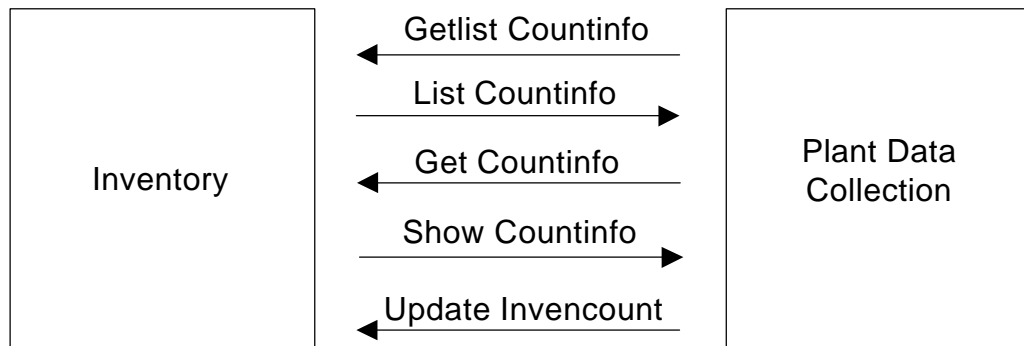 Getlist Countinfo
List Countinfo
Get Countinfo
Show Countinfo
Update Invencount
Inventory
Plant Data
Collection